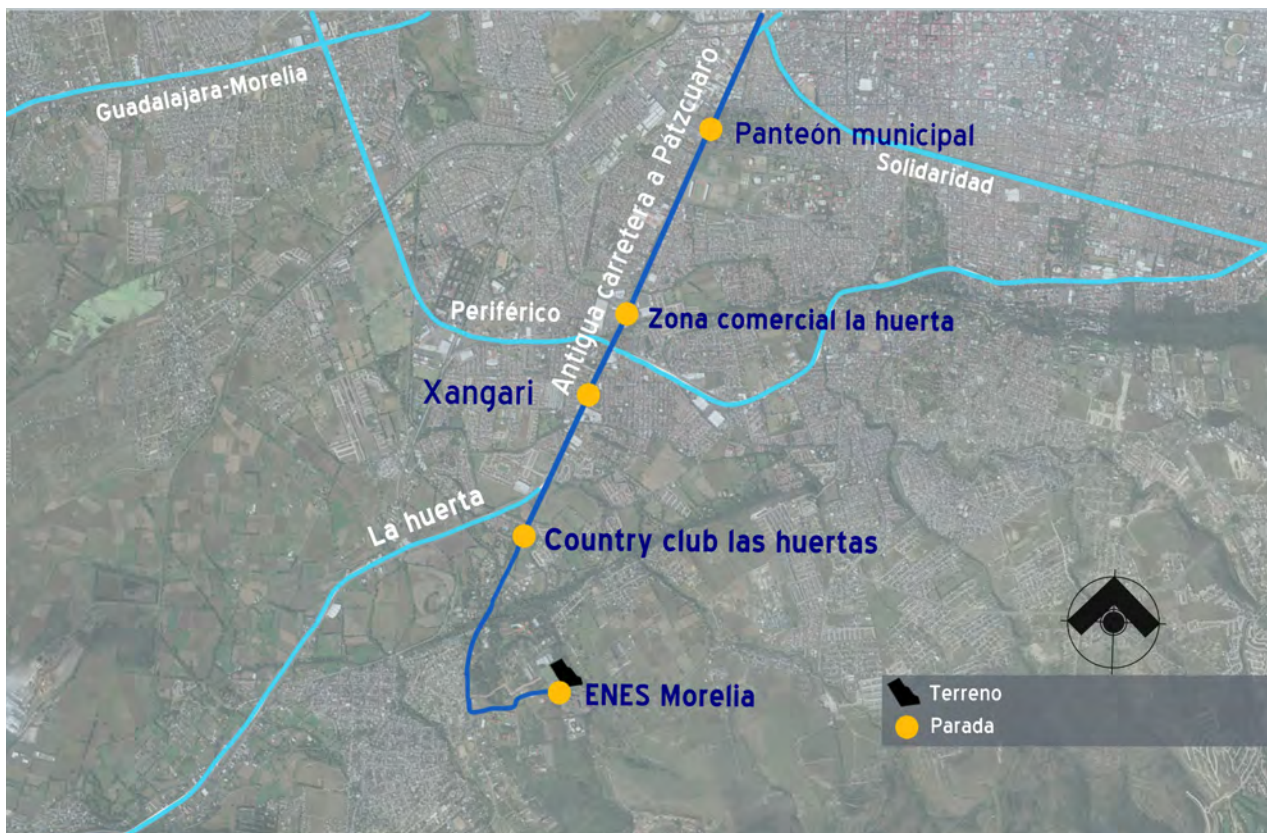 Guadalajara-Morelia
Antigua carretera a Pátzcuaro
Panteón municipal
Solidaridad
Periférico
Zona comercial la huerta
Xangari
La huerta
Country club las huertas
ENES Morelia
Terreno
Parada